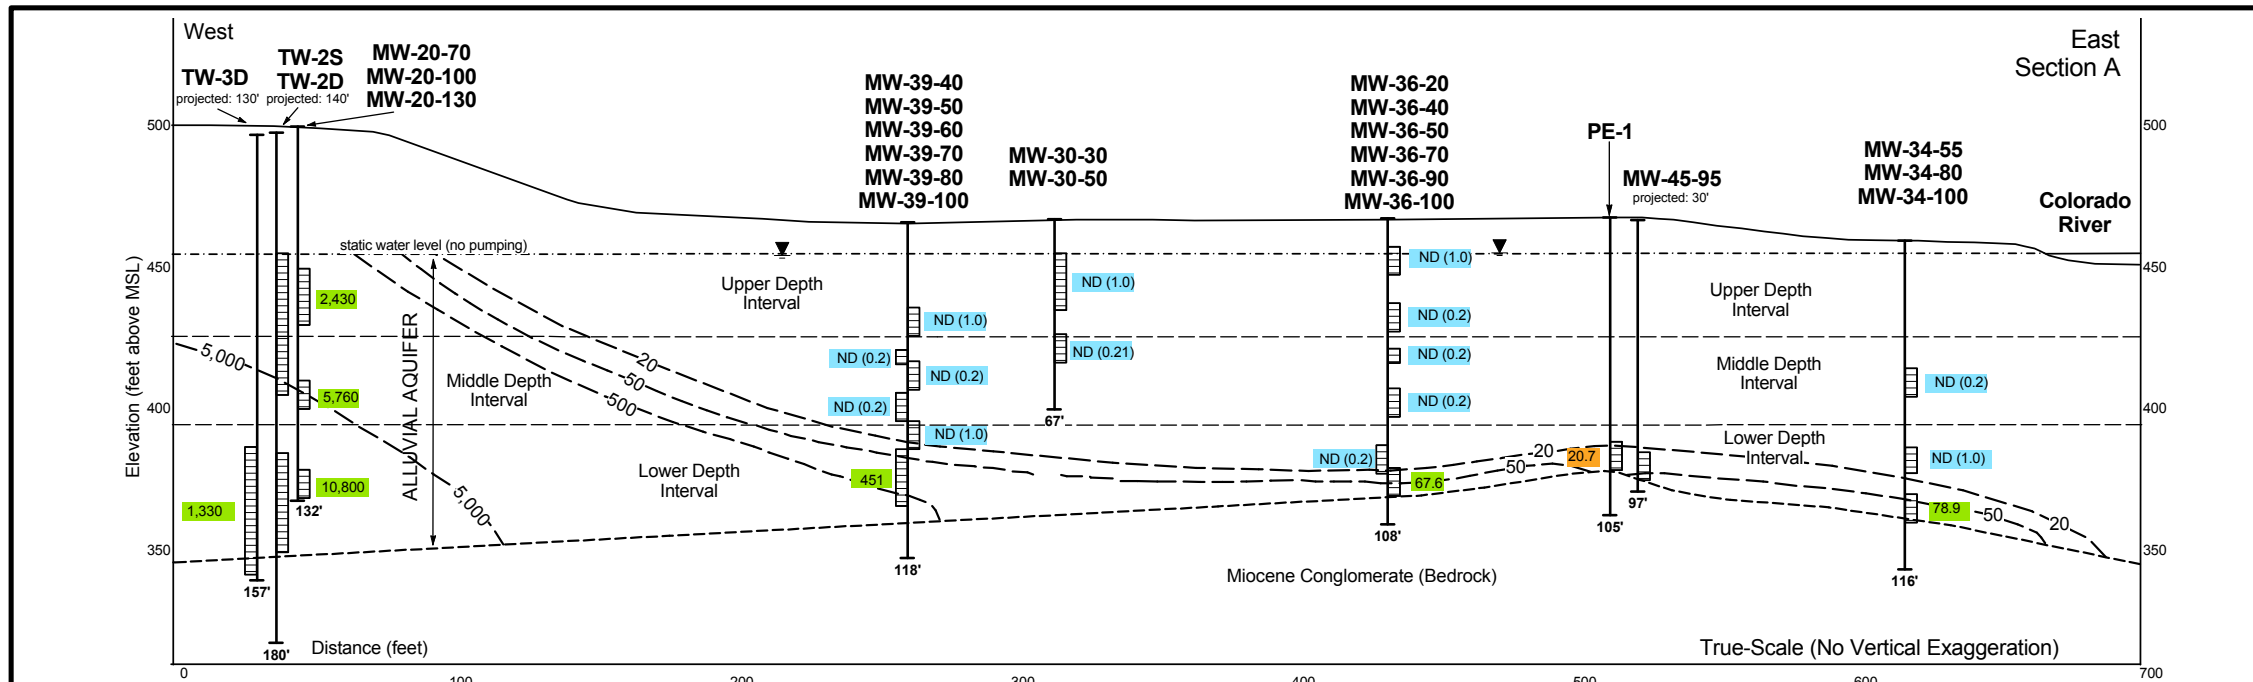 West
East
Section A
TW-3D
projected: 130'
TW-2S
TW-2D
projected: 140'
MW-20-70
MW-20-100
MW-20-130
MW-39-40
MW-39-50
MW-39-60
MW-39-70
MW-39-80
MW-39-100
MW-30-30
MW-30-50
MW-36-20
MW-36-40
MW-36-50
MW-36-70
MW-36-90
MW-36-100
PE-1
MW-45-95
projected: 30'
MW-34-55
MW-34-80
MW-34-100
Colorado
River
Elevation (feet above MSL)
500
450
400
350
500
450
400
350
static water level (no pumping)
ALLUVIAL AQUIFER
Upper Depth
Interval
Middle Depth
Interval
Lower Depth
Interval
Upper Depth
Interval
Middle Depth
Interval
Lower Depth
Interval
5,000
5,000
20
50
500
20
50
50
20
2,430
5,760
10,800
1,330
ND (1.0)
ND (0.2)
ND (0.2)
ND (0.2)
ND (1.0)
451
ND (1.0)
ND (0.21)
ND (1.0)
ND (0.2)
ND (0.2)
ND (0.2)
ND (0.2)
67.6
20.7
ND (0.2)
ND (1.0)
78.9
157'
180'
132'
118'
67'
108'
105'
97'
116'
Miocene Conglomerate (Bedrock)
Distance (feet)
True-Scale (No Vertical Exaggeration)
0
100
200
300
400
500
600
700